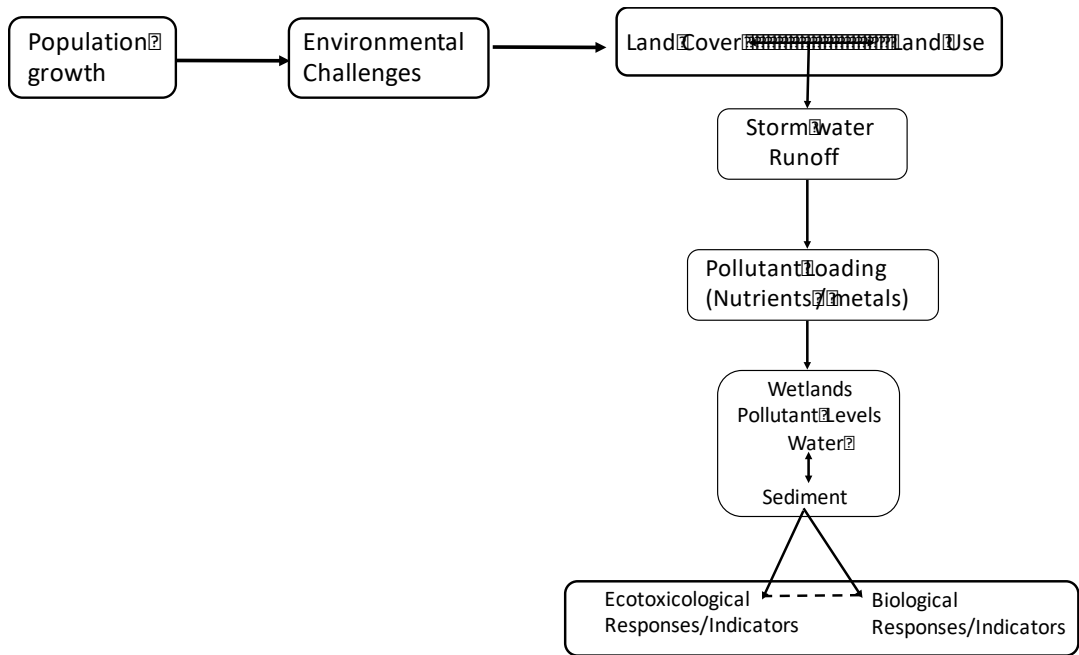 Population
growth
Environmental
Challenges
Land Cover Land Use
Storm water
Runoff
Pollutant Loading
(Nutrients / metals)
Wetlands
Pollutant Levels
Water
Sediment
Ecotoxicological
Responses/Indicators
Biological
Responses/Indicators